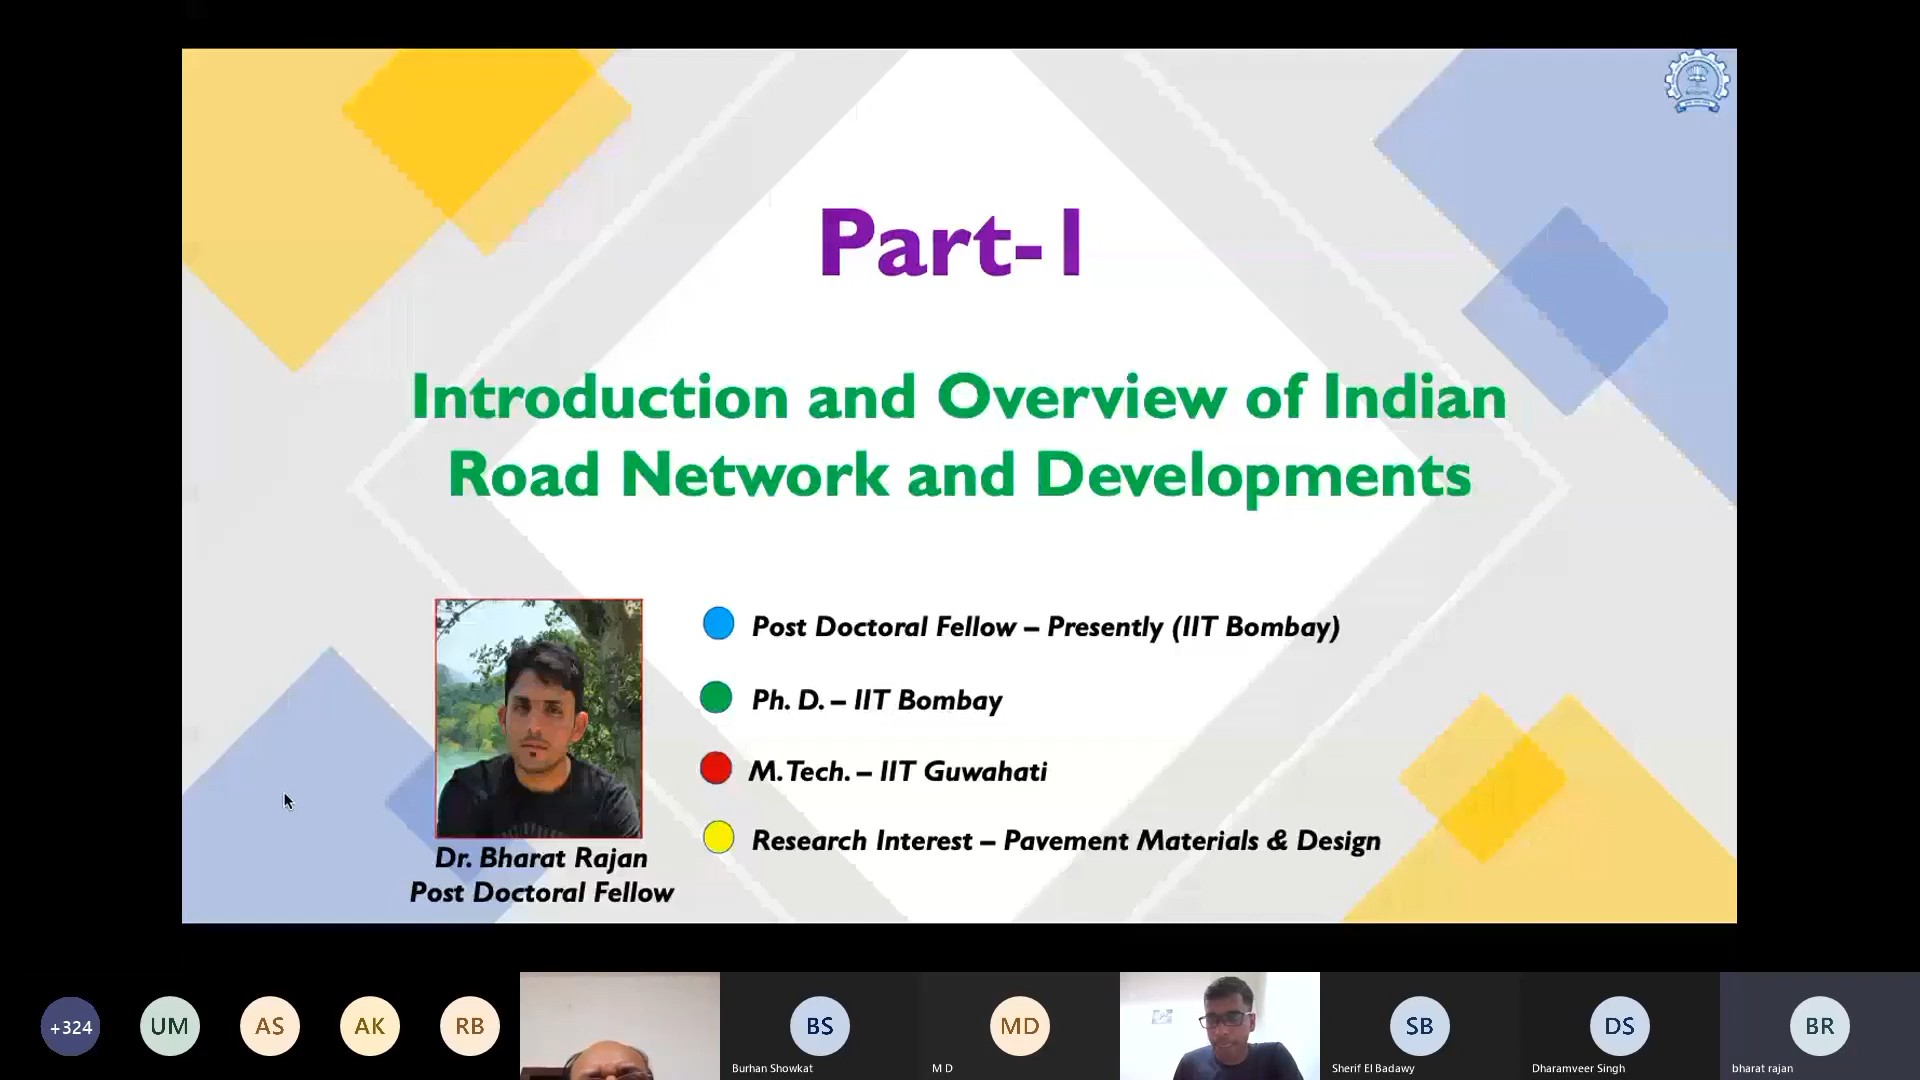 Part-1
Introduction and Overview of Indian
Road Network and Developments
Post Doctoral Fellow – Presently (IIT Bombay)
Ph. D. – IIT Bombay
M.Tech. – IIT Guwahati
Research Interest – Pavement Materials & Design
Dr. Bharat Rajan
Post Doctoral Fellow
+324
UM
AS
AK
RB
BS
Burhan Showkat
MD
M D
SB
Sherif El Badawy
DS
Dharamveer Singh
BR
bharat rajan